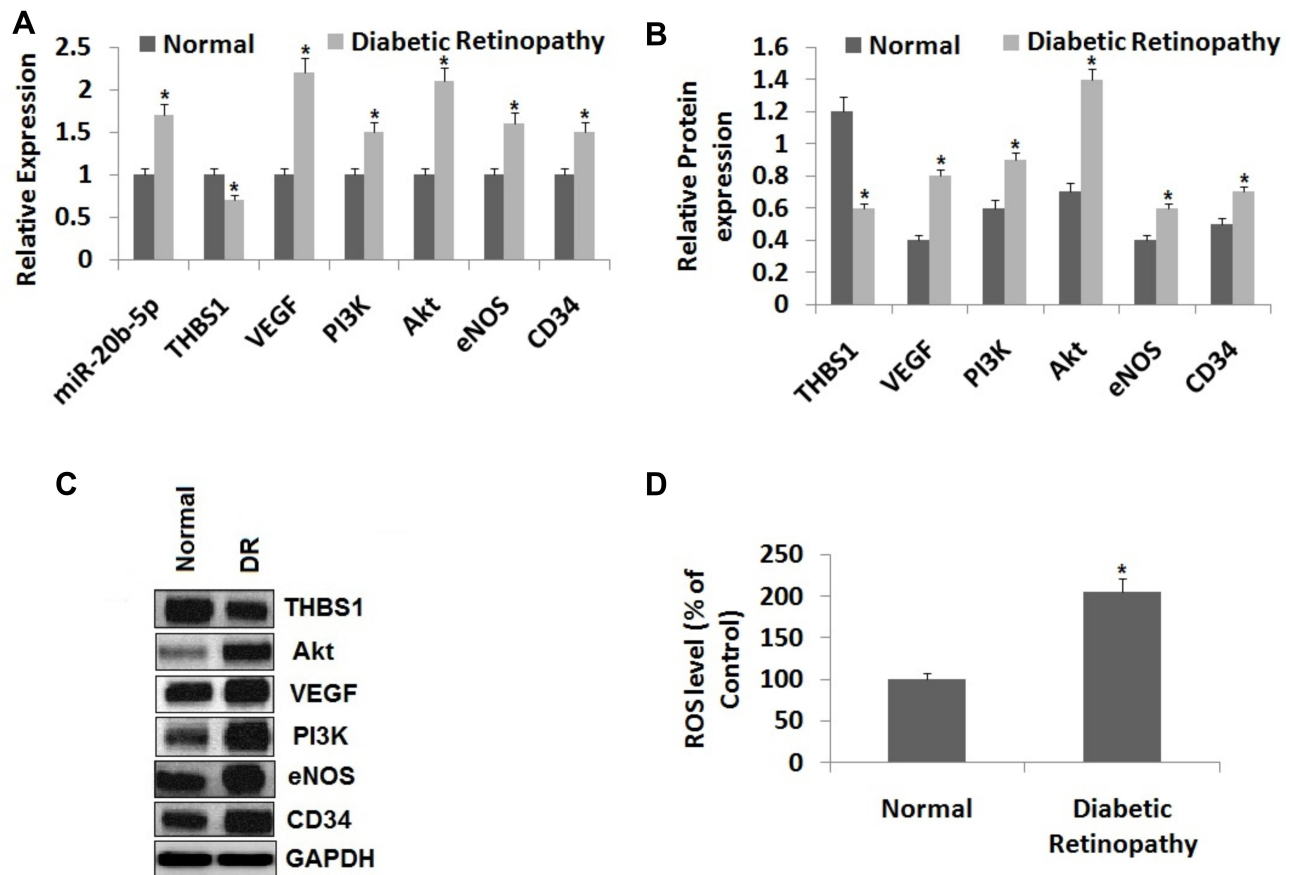 A
Normal
Diabetic Retinopathy
Relative Expression
2.5
2
1.5
1
0.5
0
*
*
*
*
*
*
*
miR-20b-5p
THBS1
VEGF
PI3K
Akt
eNOS
CD34
B
Normal
Diabetic Retinopathy
Relative Protein
expression
1.6
1.4
1.2
1
0.8
0.6
0.4
0.2
0
*
*
*
*
*
*
THBS1
VEGF
PI3K
Akt
eNOS
CD34
C
Normal
DR
THBS1
Akt
VEGF
PI3K
eNOS
CD34
GAPDH
D
ROS level (% of
Control)
250
200
150
100
50
0
*
Normal
Diabetic
Retinopathy